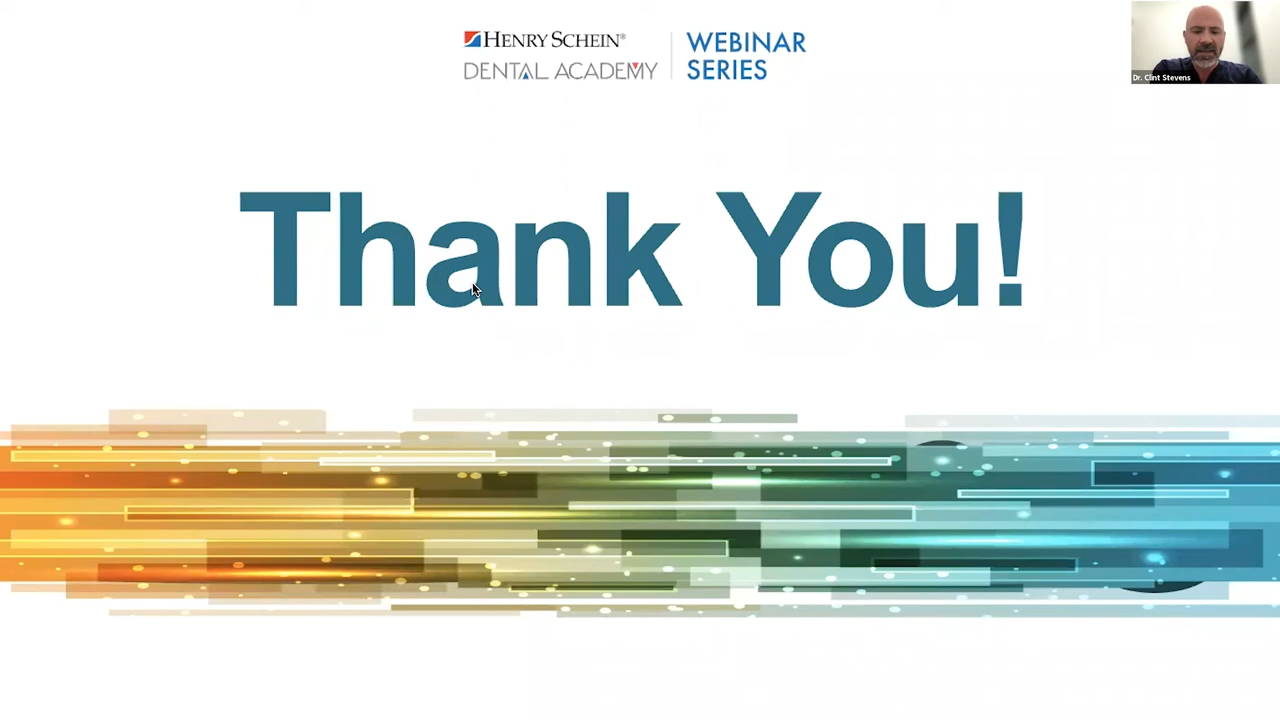 HENRY SCHEIN®
DENTAL ACADEMY
WEBINAR
SERIES
Dr. Clint Stevens
Thank You!